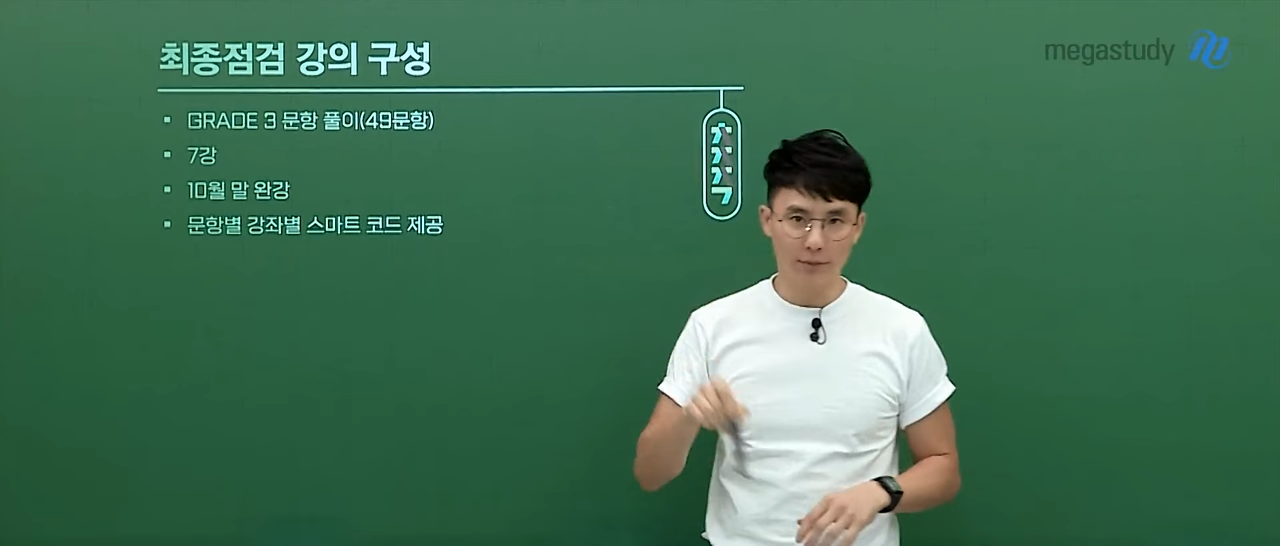 최종점검 강의 구성
megastudy
GRADE 3 문항 풀이(49문항)
7강
10월 말 완강
문항별 강좌별 스마트 코드 제공